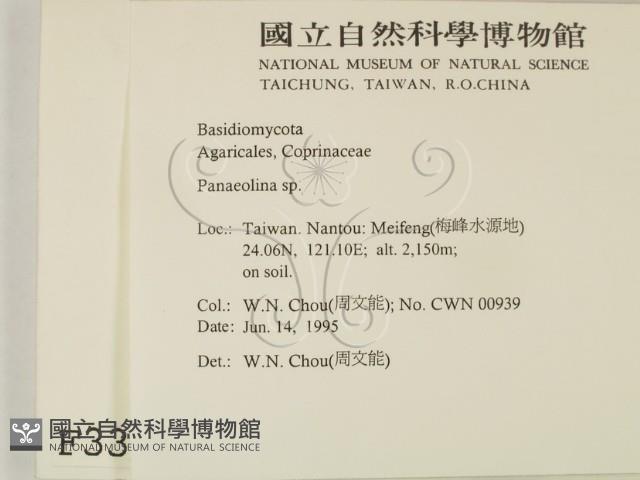 國立自然科學博物館
NATIONAL MUSEUM OF NATURAL SCIENCE
TAICHUNG, TAIWAN, R.O.CHINA
Basidiomycota
Agaricales, Coprinaceae
Panaeolina sp.
Loc.: Taiwan. Nantou: Meifeng(梅峰水源地)
24.06N, 121.10E; alt. 2,150m;
on soil.
Col.: W.N. Chou(周文能); No. CWN 00939
Date: Jun. 14, 1995
Det.: W.N. Chou(周文能)
國立自然科學博物館
NATIONAL MUSEUM OF NATURAL SCIENCE
F33